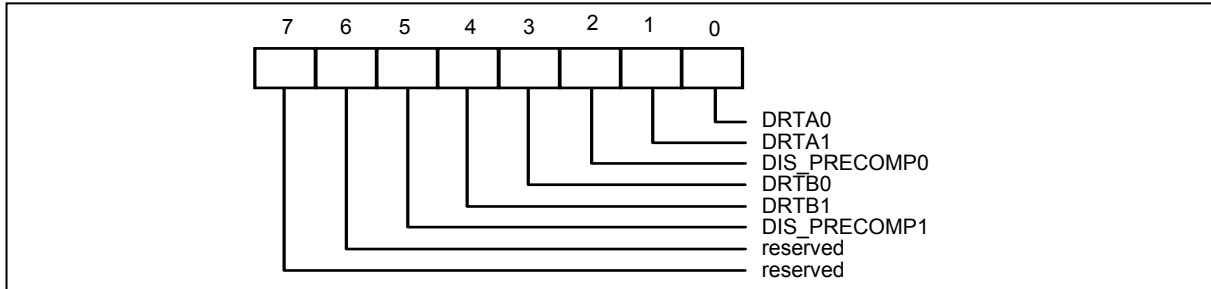 7 6 5 4 3 2 1 0
DRTA0
DRTA1
DIS_PRECOMP0
DRTB0
DRTB1
DIS_PRECOMP1
reserved
reserved